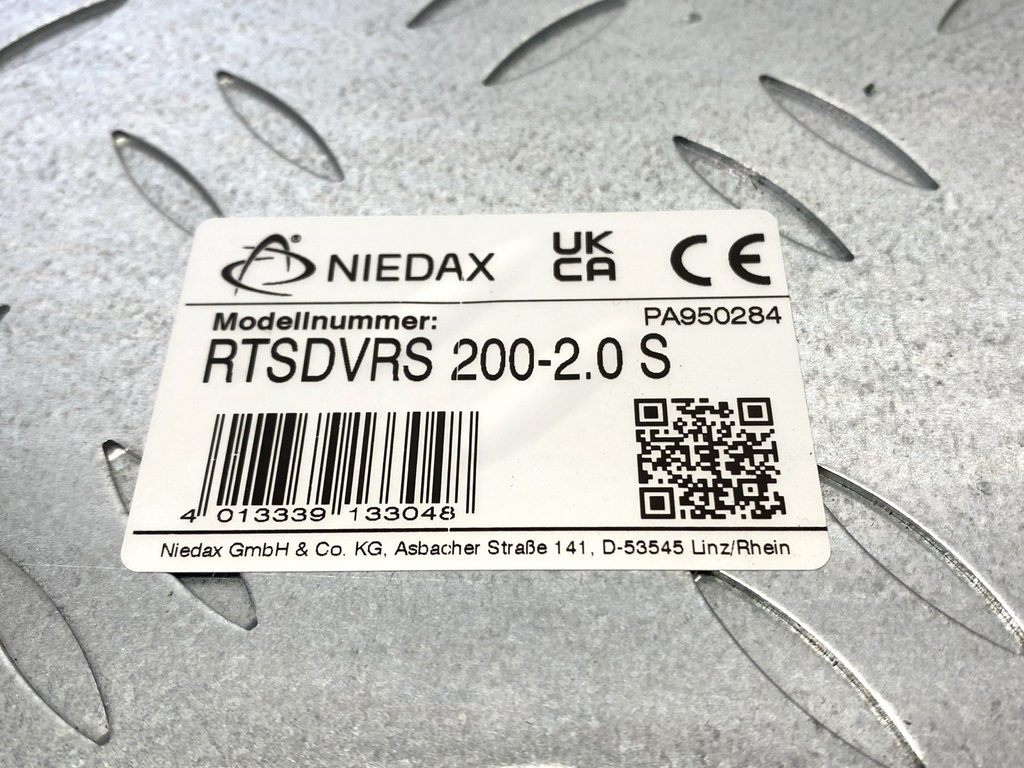 NIEDAX®
UK
CA
CE
Modellnummer:
PA950284
RTSDVRS 200-2.0 S
4 013339 133048
Niedax GmbH & Co. KG, Asbacher Straße 141, D-53545 Linz/Rhein